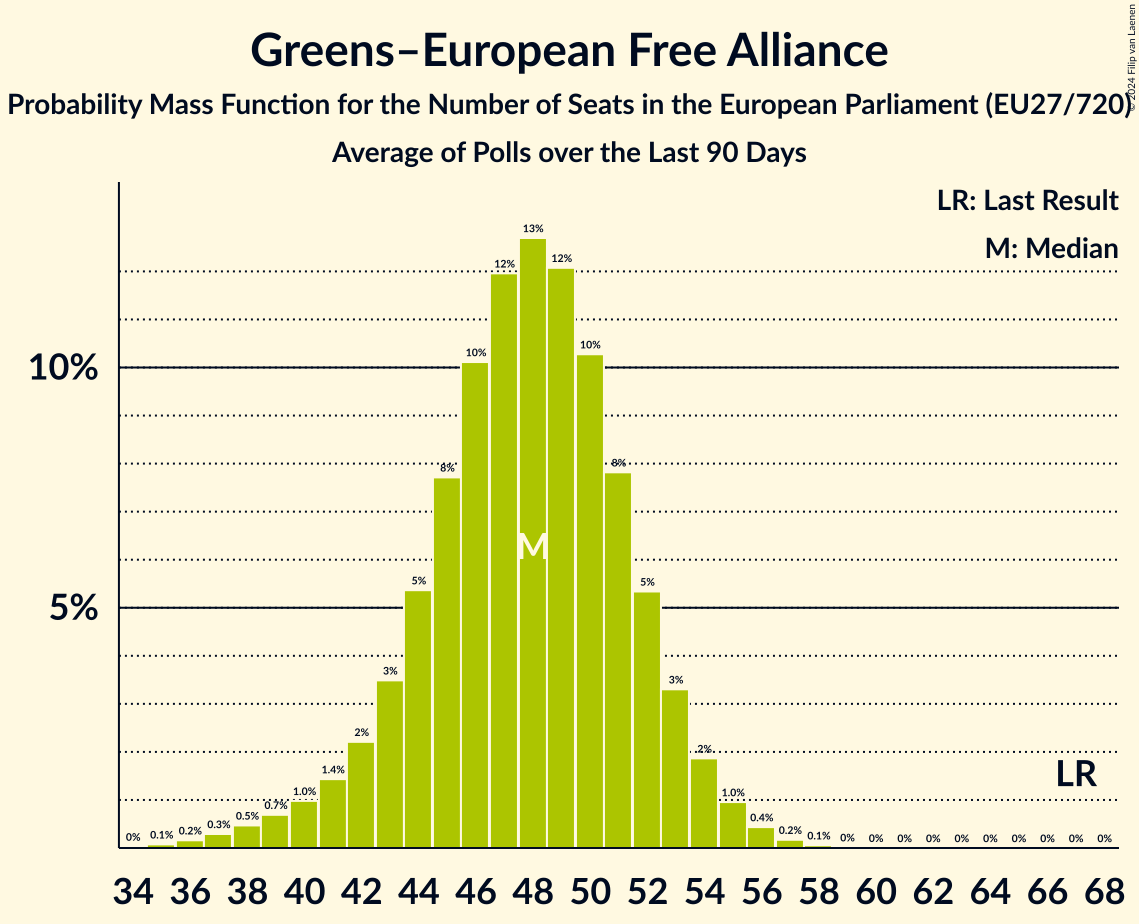 Greens–European Free Alliance
Probability Mass Function for the Number of Seats in the European Parliament (EU27/720)
Average of Polls over the Last 90 Days
© 2024 Filip van Laenen
LR: Last Result
M: Median
10%
5%
0% 0.1% 0.2% 0.3% 0.5% 0.7% 1.0% 1.4% 2% 3% 5% 8% 10% 12% 13% 12% 10% 8% 5% 3% 2% 1.0% 0.4% 0.2% 0.1% 0% 0% 0% 0% 0% 0% 0% 0% 0% 0%
M
LR
34 36 38 40 42 44 46 48 50 52 54 56 58 60 62 64 66 68